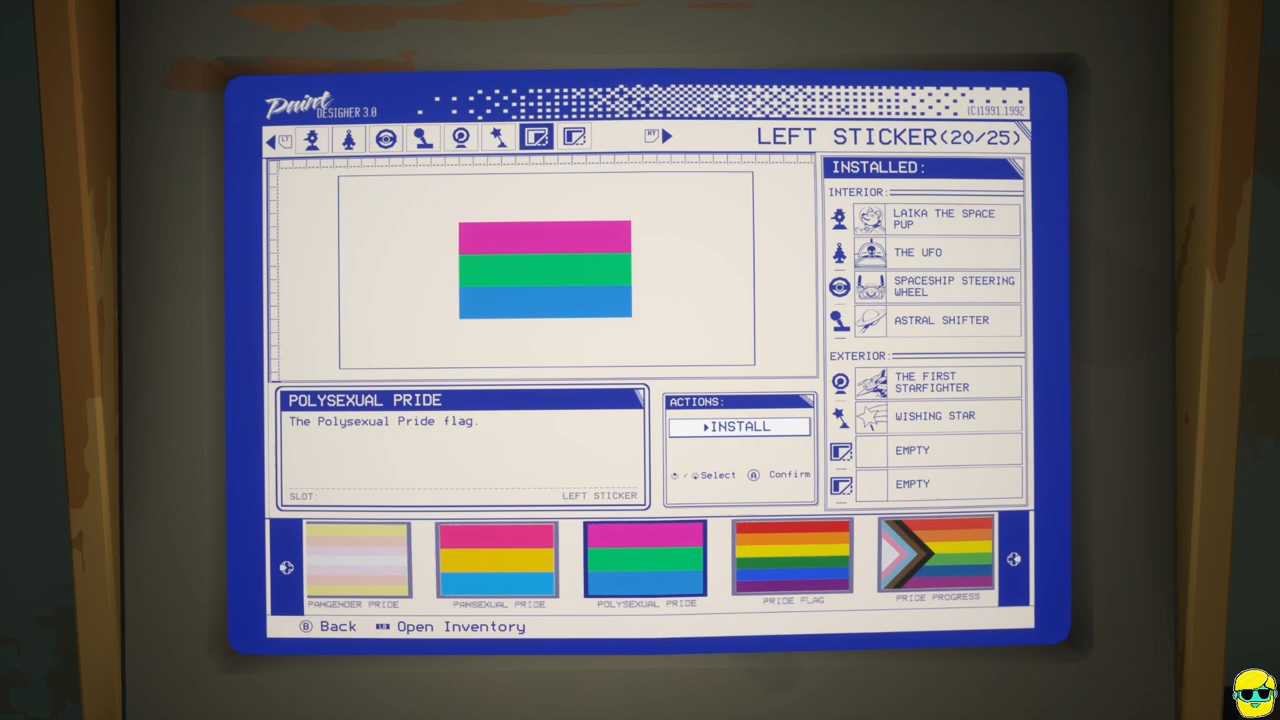 Paint
DESIGNER 3.0
(C)1991.1992
LT
RT
LEFT STICKER(20/25)
INSTALLED:
INTERIOR:
LAIKA THE SPACE
PUP
THE UFO
SPACESHIP STEERING
WHEEL
ASTRAL SHIFTER
EXTERIOR:
THE FIRST
STARFIGHTER
WISHING STAR
EMPTY
EMPTY
POLYSEXUAL PRIDE
The Polysexual Pride flag.
SLOT:
LEFT STICKER
ACTIONS:
INSTALL
/ Select A Confirm
PANGENDER PRIDE
PANSEXUAL PRIDE
POLYSEXUAL PRIDE
PRIDE FLAG
PRIDE PROGRESS
B Back LB Open Inventory